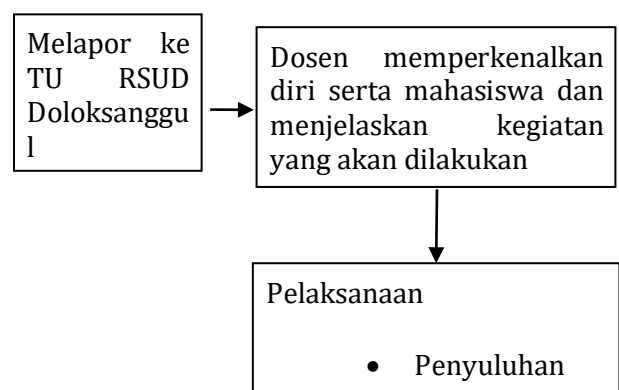 Melapor ke
TU RSUD
Doloksanggu
l
Dosen memperkenalkan
diri serta mahasiswa dan
menjelaskan kegiatan
yang akan dilakukan
Pelaksanaan
• Penyuluhan